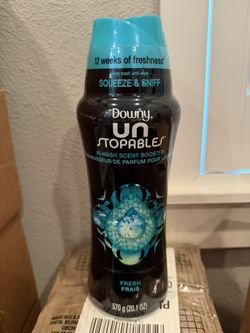 12 weeks of freshness*
from wash until wear
SQUEEZE & SNIFF
Downy
UN
STOPABLES
IN-WASH SCENT BOOSTER
FRESH
FRAIS
570 g (20.1 OZ)